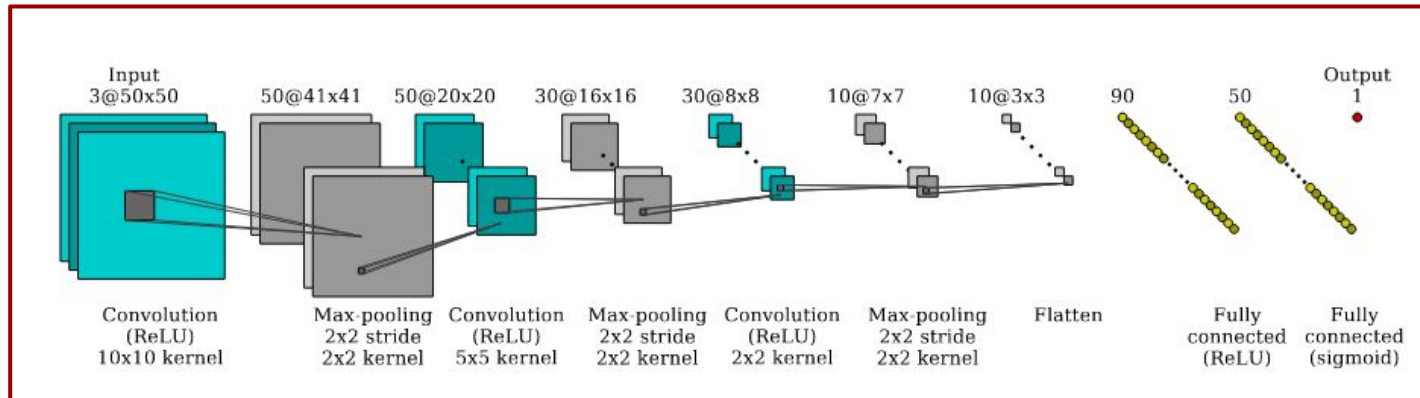 Input
3@50x50
50@41x41
50@20x20
30@16x16
30@8x8
10@7x7
10@3x3
90
50
Output
1
Convolution
(ReLU)
10x10 kernel
Max-pooling
2x2 stride
2x2 kernel
Convolution
(ReLU)
5x5 kernel
Max-pooling
2x2 stride
2x2 kernel
Convolution
(ReLU)
2x2 kernel
Max-pooling
2x2 stride
2x2 kernel
Flatten
Fully
connected
(ReLU)
Fully
connected
(sigmoid)